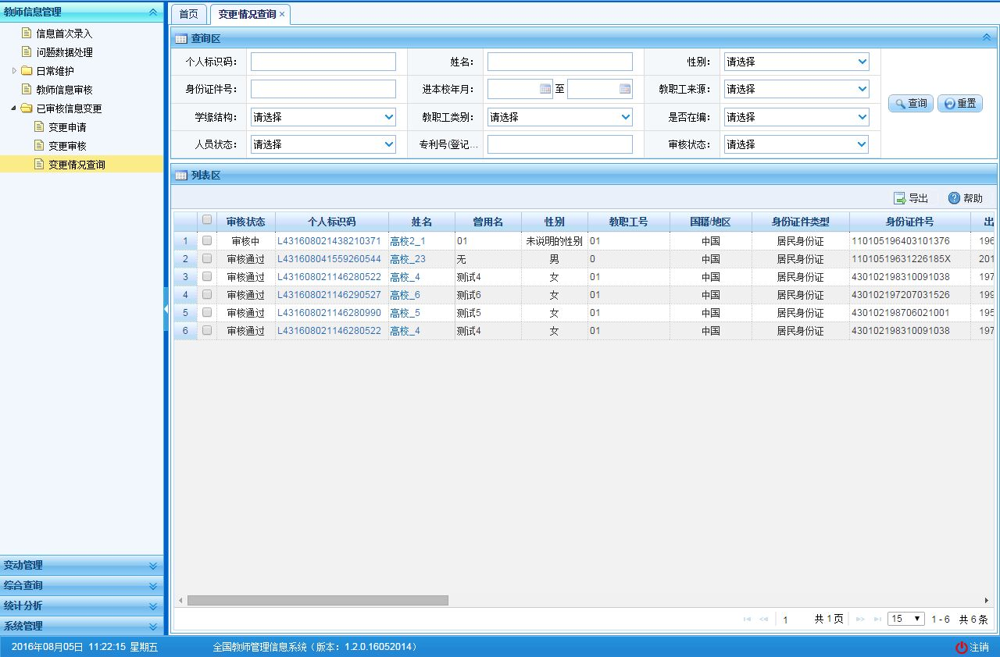 教师信息管理
信息首次录入
问题数据处理
日常维护
教师信息审核
已审核信息变更
变更申请
变更审核
变更情况查询
变动管理
综合查询
统计分析
系统管理
首页 变更情况查询 ×
查询区
个人标识码： 姓名： 性别： 请选择
身份证件号： 进本校年月： 至 教职工来源： 请选择
查询 重置
学缘结构： 请选择 教职工类别： 请选择 是否在编： 请选择
人员状态： 请选择 专利号(登记... 审核状态： 请选择
列表区
导出 帮助
审核状态 个人标识码 姓名 曾用名 性别 教职工号 国籍/地区 身份证件类型 身份证件号 出
1 审核中 L431608021438210371 高校2_1 01 未说明的性别 01 中国 居民身份证 110105196403101376 196
2 审核通过 L431608041559260544 高校_23 无 男 0 中国 居民身份证 11010519631226185X 201
3 审核通过 L431608021146280522 高校_4 测试4 女 01 中国 居民身份证 430102198310091038 197
4 审核通过 L431608021146290527 高校_6 测试6 女 01 中国 居民身份证 430102197207031526 199
5 审核通过 L431608021146280990 高校_5 测试5 女 01 中国 居民身份证 430102198706021001 195
6 审核通过 L431608021146280522 高校_4 测试4 女 01 中国 居民身份证 430102198310091038 197
1 共 1 页 15 1 - 6 共 6 条
2016年08月05日 11:22:15 星期五 全国教师管理信息系统（版本：1.2.0.16052014） 注销